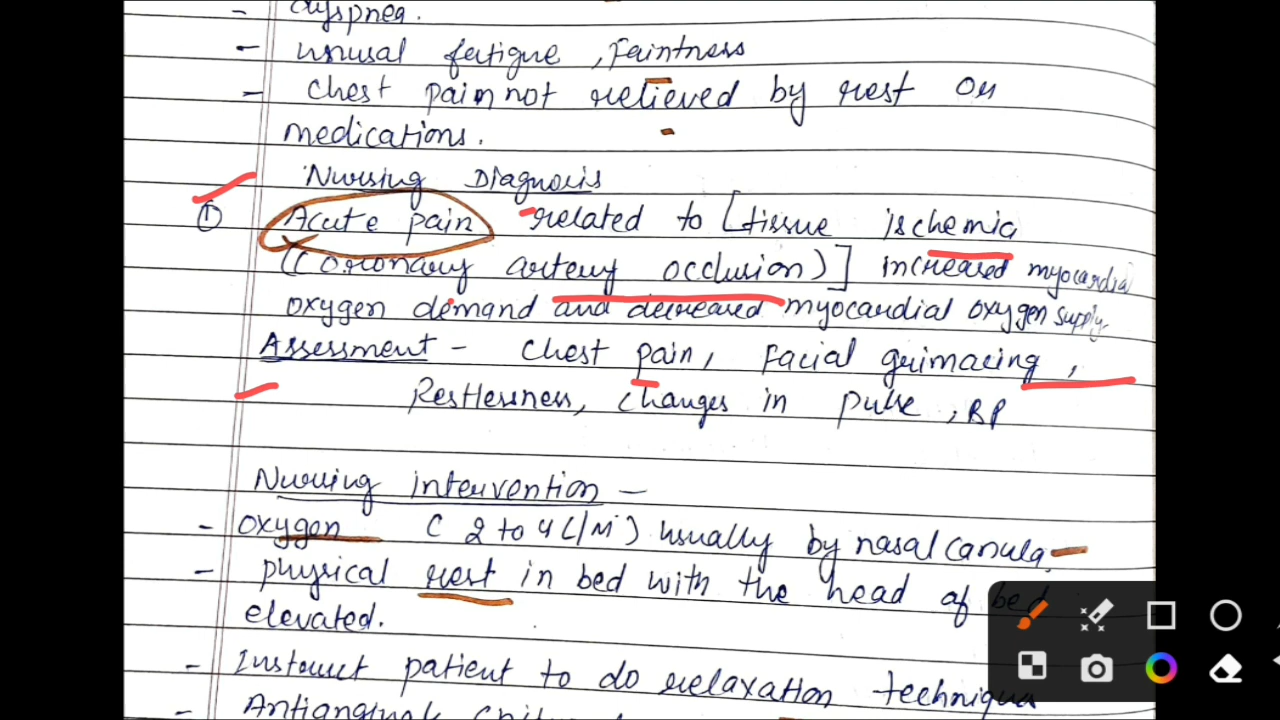 - dyspnea.
- unusual fatigue, Faintness
- chest pain not relieved by rest or
medications.
Nursing Diagnosis
① Acute pain related to [tissue ischemia
(coronary artery occlusion)] increased myocardial
oxygen demand and decreased myocardial oxygen supply.
Assessment - chest pain, Facial grimacing,
Restlessness, changes in pulse, BP
Nursing intervention -
- oxygen ( 2 to 4 L/M ) usually by nasal canula.
- physical rest in bed with the head of bed
elevated.
- Instruct patient to do relaxation techniques
- Antianginal